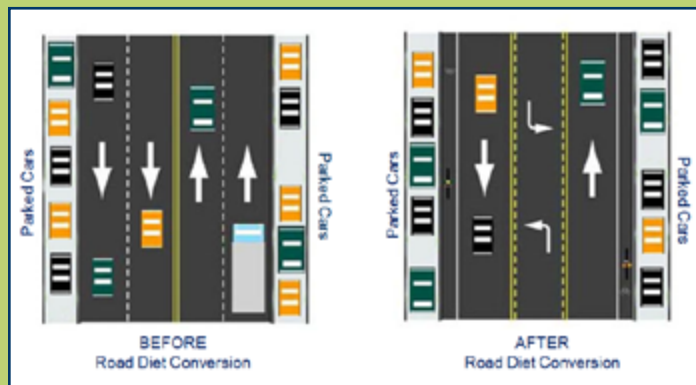 Parked Cars
Parked Cars
BEFORE
Road Diet Conversion
Parked Cars
Parked Cars
AFTER
Road Diet Conversion